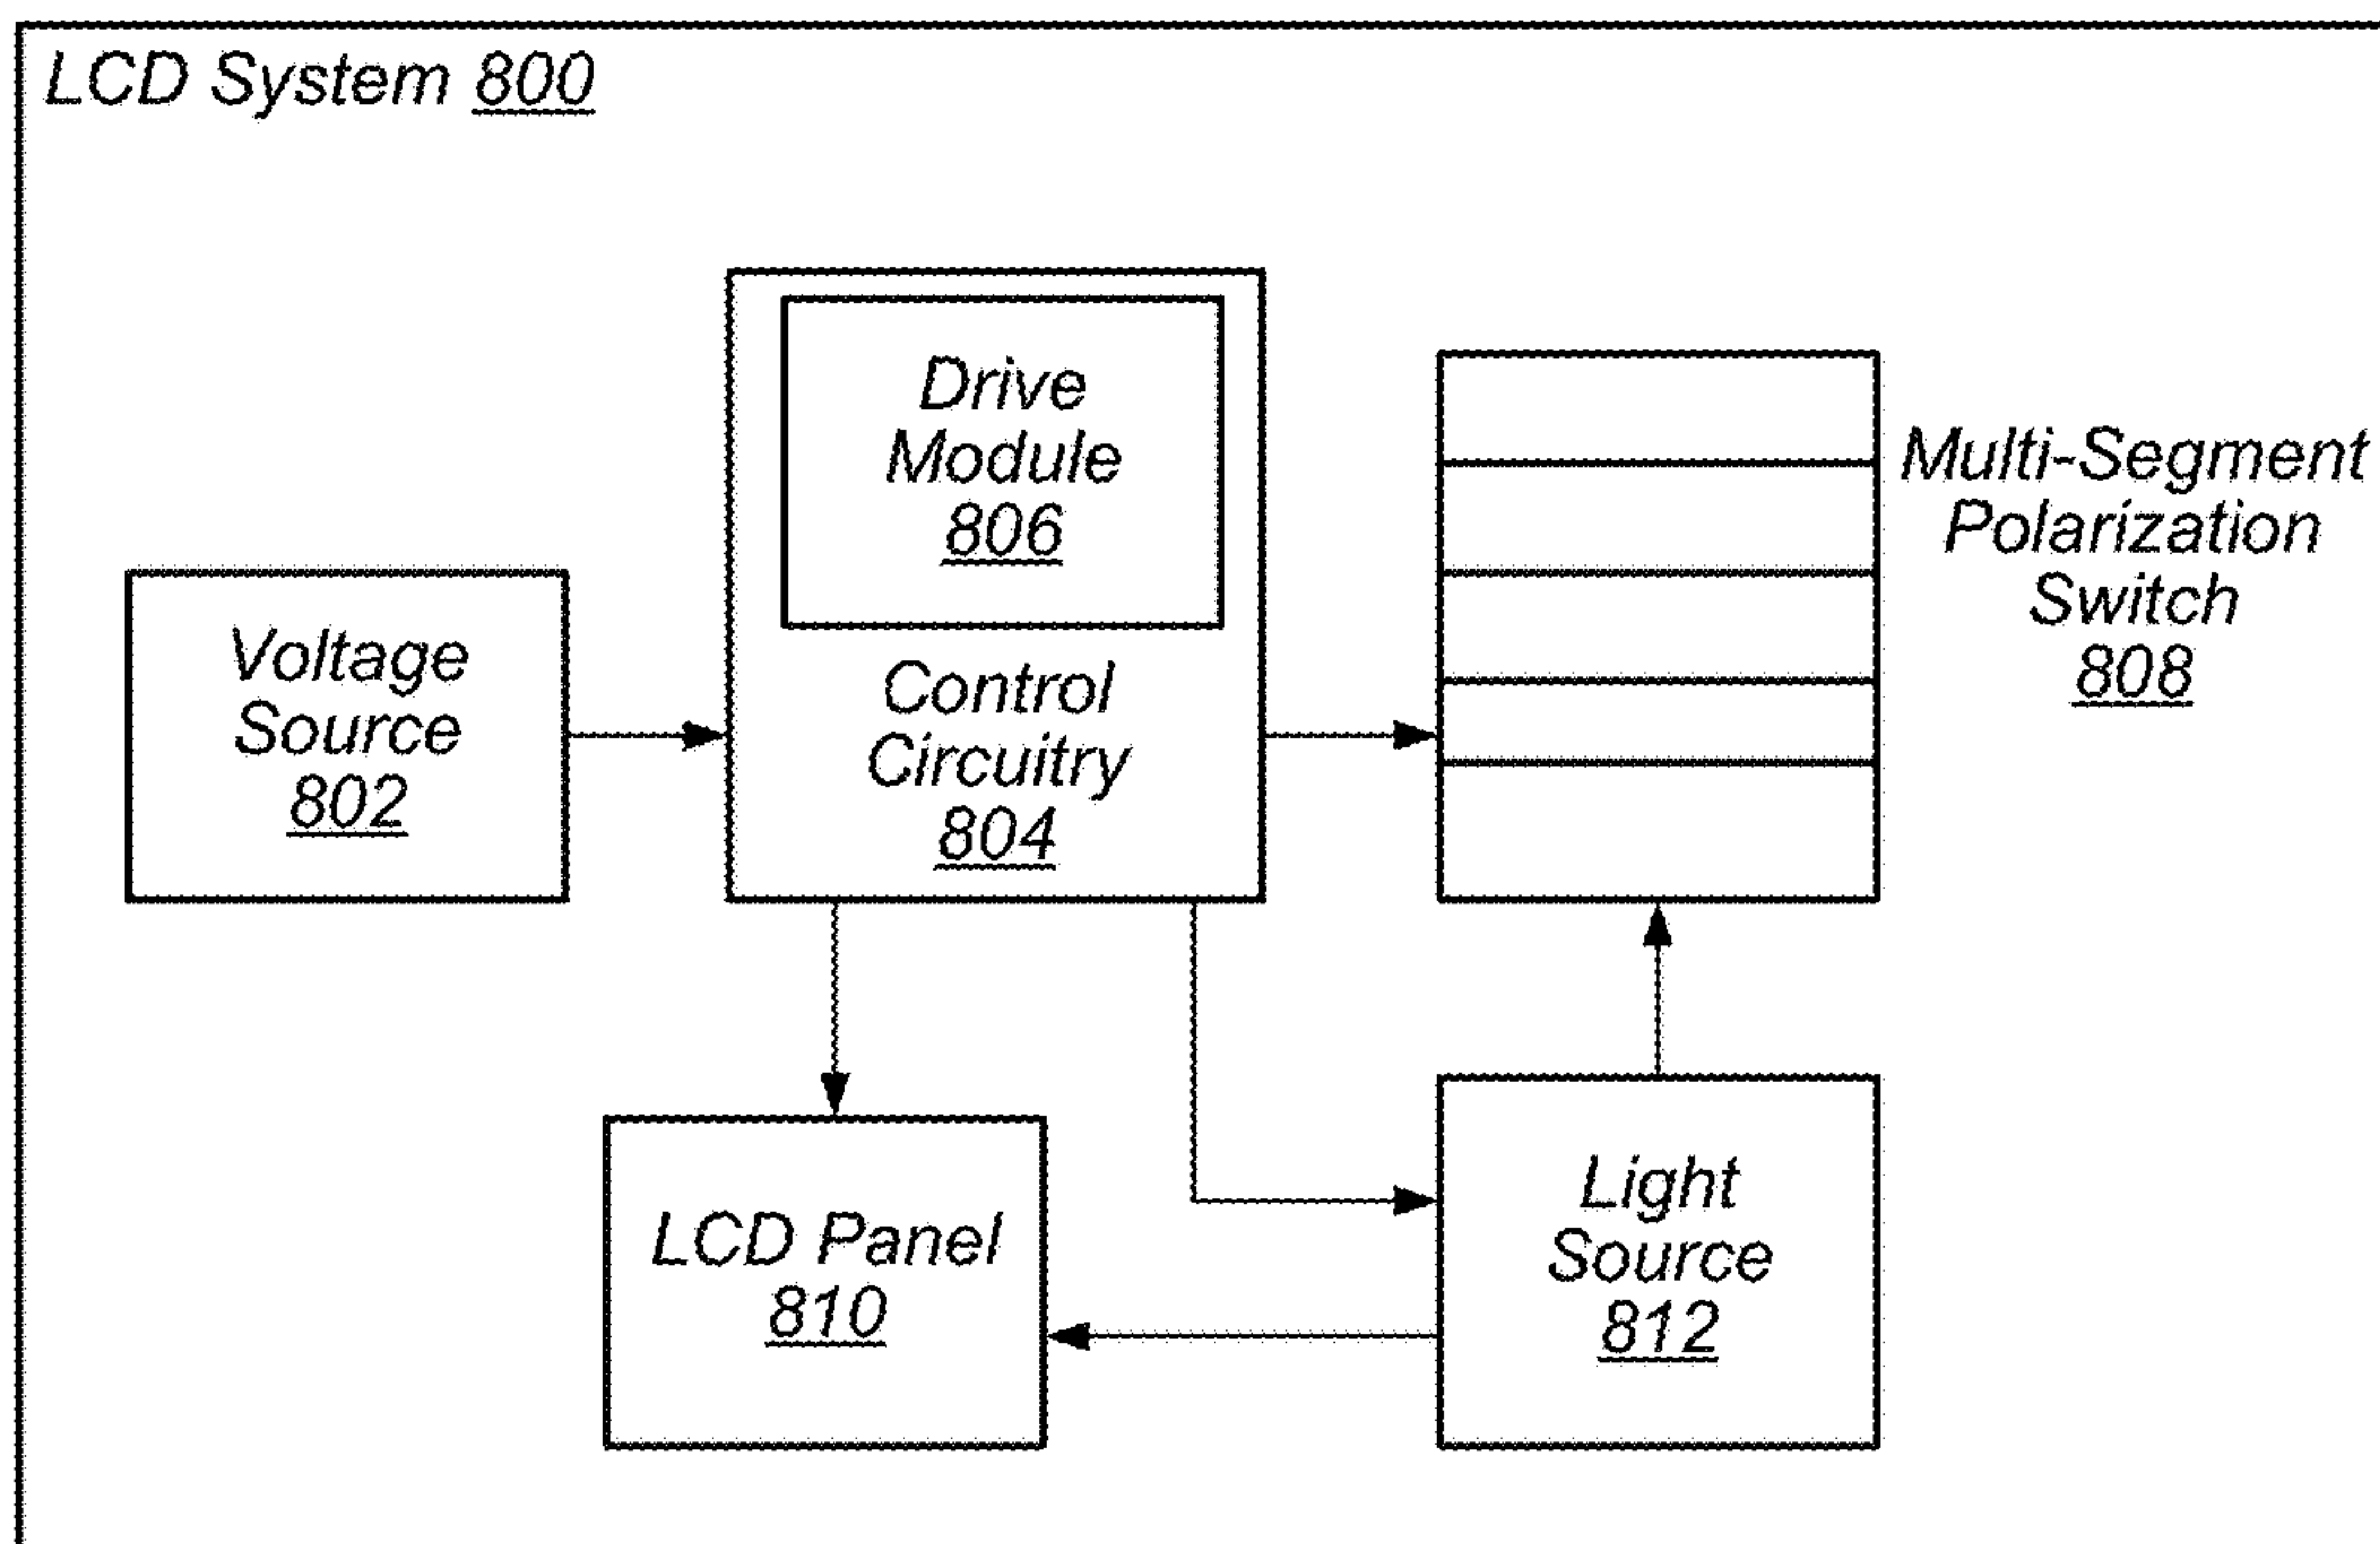 LCD System 800
Drive
Module
806
Multi-Segment
Polarization
Switch
808
Voltage
Source
802
Control
Circuitry
804
LCD Panel
810
Light
Source
812